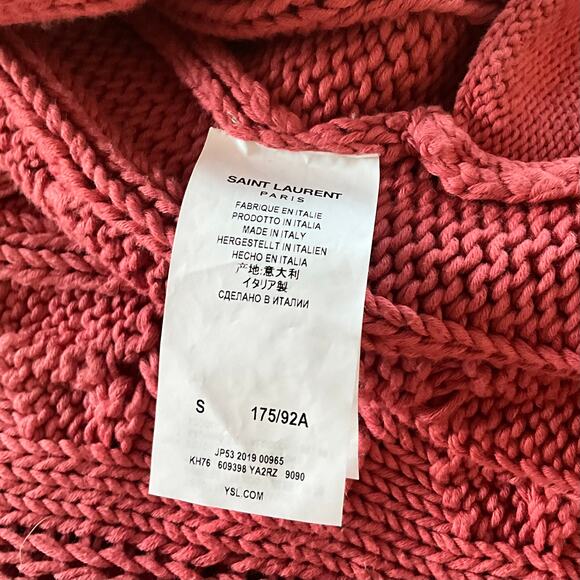 SAINT LAURENT
PARIS
FABRIQUE EN ITALIE
PRODOTTO IN ITALIA
MADE IN ITALY
HERGESTELLT IN ITALIEN
HECHO EN ITALIA
产地:意大利
イタリア製
СДЕЛАНО В ИТАЛИИ
S 175/92A
JP53 2019 00965
KH76 609398 YA2RZ 9090
YSL.COM